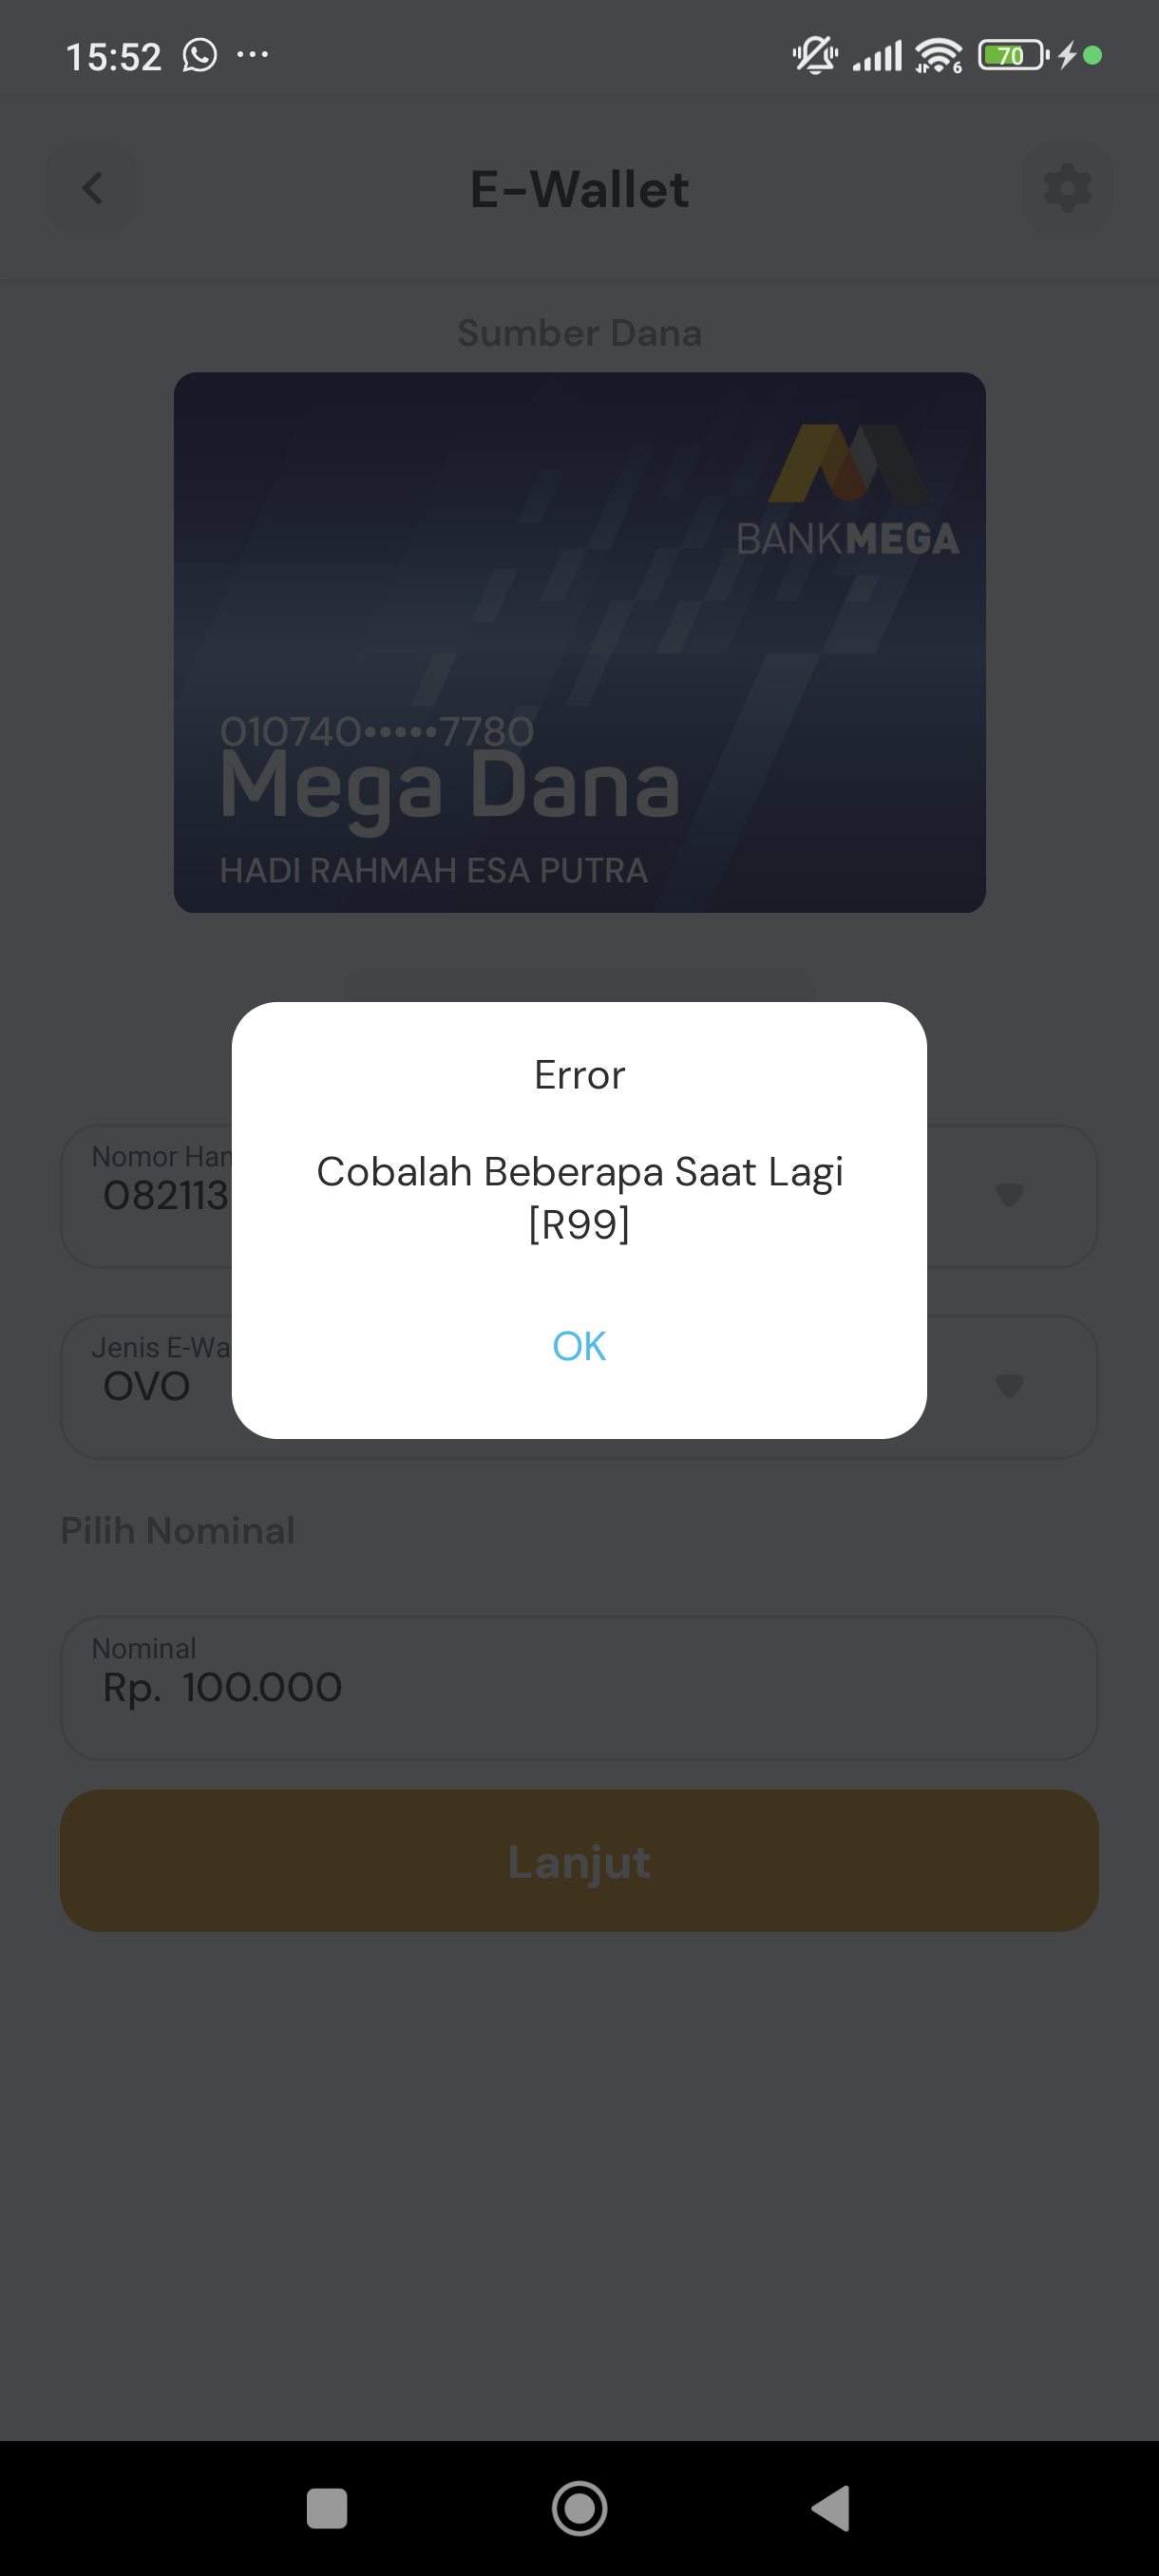 15:52
6
70
E-Wallet
Sumber Dana
BANKMEGA
010740•••••7780
Mega Dana
HADI RAHMAH ESA PUTRA
Error
Cobalah Beberapa Saat Lagi
[R99]
OK
Nomor Han
082113
Jenis E-Wa
OVO
Pilih Nominal
Nominal
Rp. 100.000
Lanjut